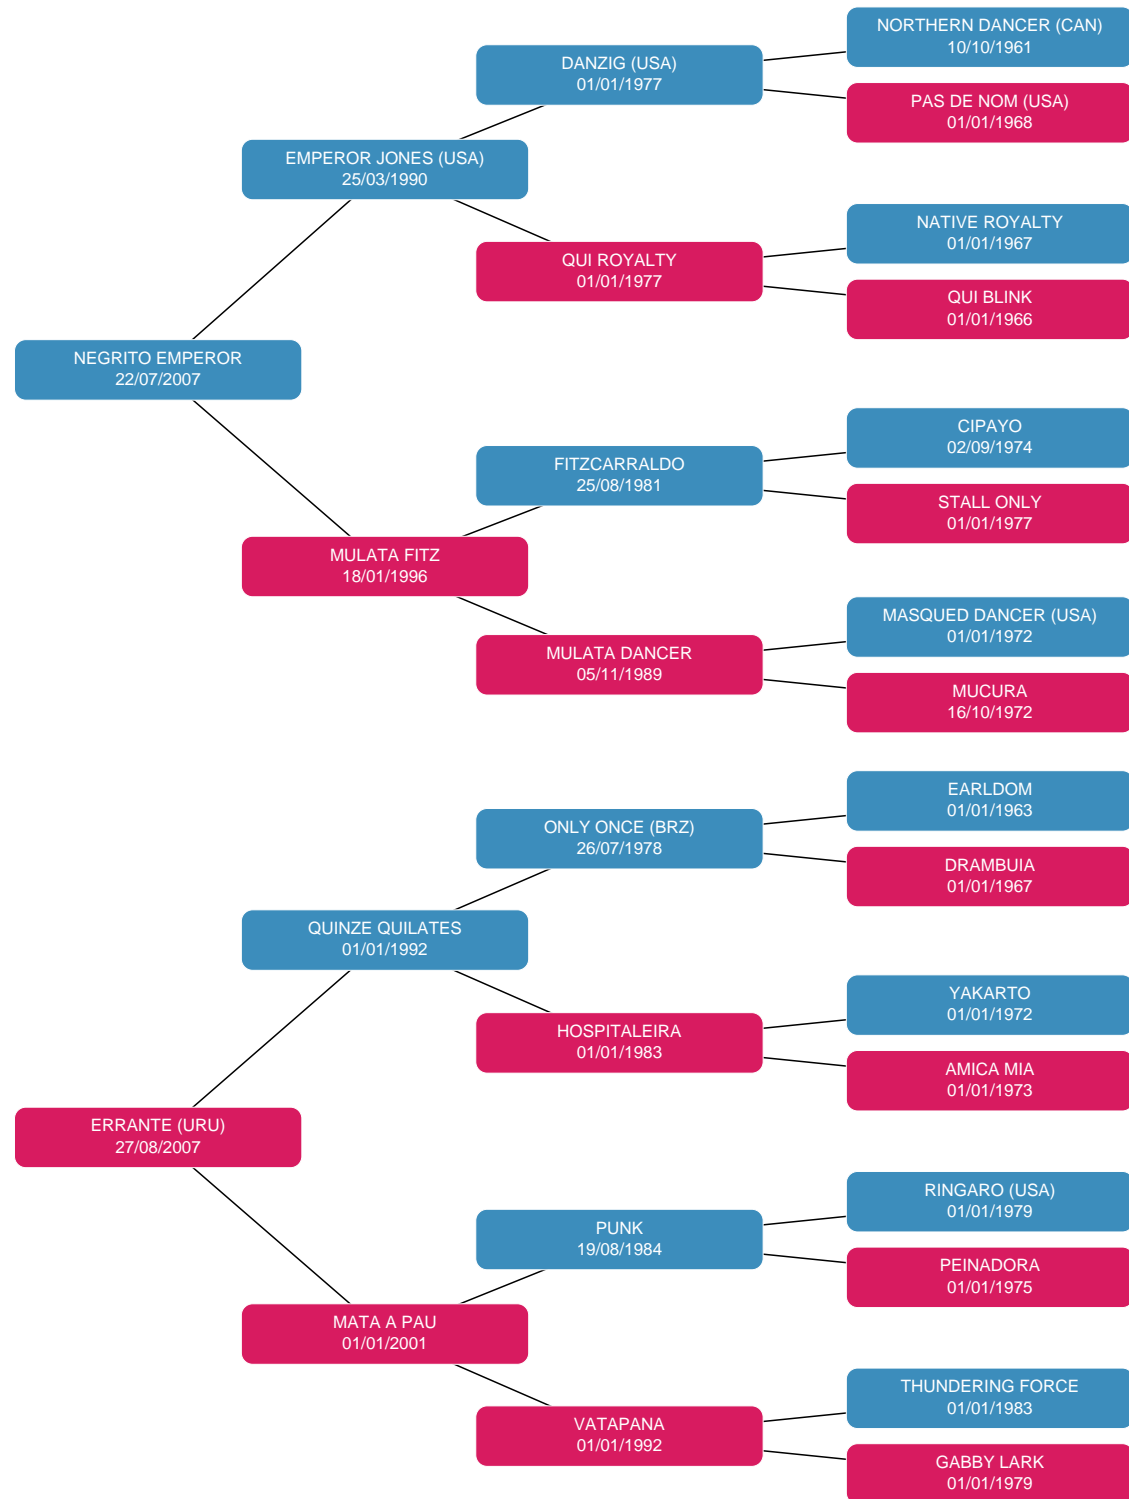 NORTHERN DANCER (CAN)
10/10/1961
DANZIG (USA)
01/01/1977
PAS DE NOM (USA)
01/01/1968
EMPEROR JONES (USA)
25/03/1990
NATIVE ROYALTY
01/01/1967
QUI ROYALTY
01/01/1977
QUI BLINK
01/01/1966
NEGRITO EMPEROR
22/07/2007
CIPAYO
02/09/1974
FITZCARRALDO
25/08/1981
STALL ONLY
01/01/1977
MULATA FITZ
18/01/1996
MASQUED DANCER (USA)
01/01/1972
MULATA DANCER
05/11/1989
MUCURA
16/10/1972
EARLDOM
01/01/1963
ONLY ONCE (BRZ)
26/07/1978
DRAMBUIA
01/01/1967
QUINZE QUILATES
01/01/1992
YAKARTO
01/01/1972
HOSPITALEIRA
01/01/1983
AMICA MIA
01/01/1973
ERRANTE (URU)
27/08/2007
RINGARO (USA)
01/01/1979
PUNK
19/08/1984
PEINADORA
01/01/1975
MATA A PAU
01/01/2001
THUNDERING FORCE
01/01/1983
VATAPANA
01/01/1992
GABBY LARK
01/01/1979